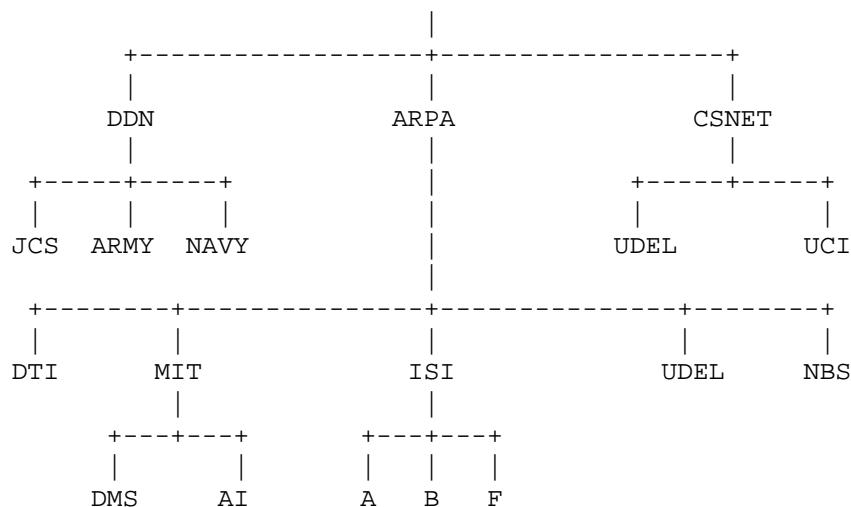 DDN ARPA CSNET
JCS ARMY NAVY UDEL UCI
DTI MIT ISI UDEL NBS
DMS AI A B F